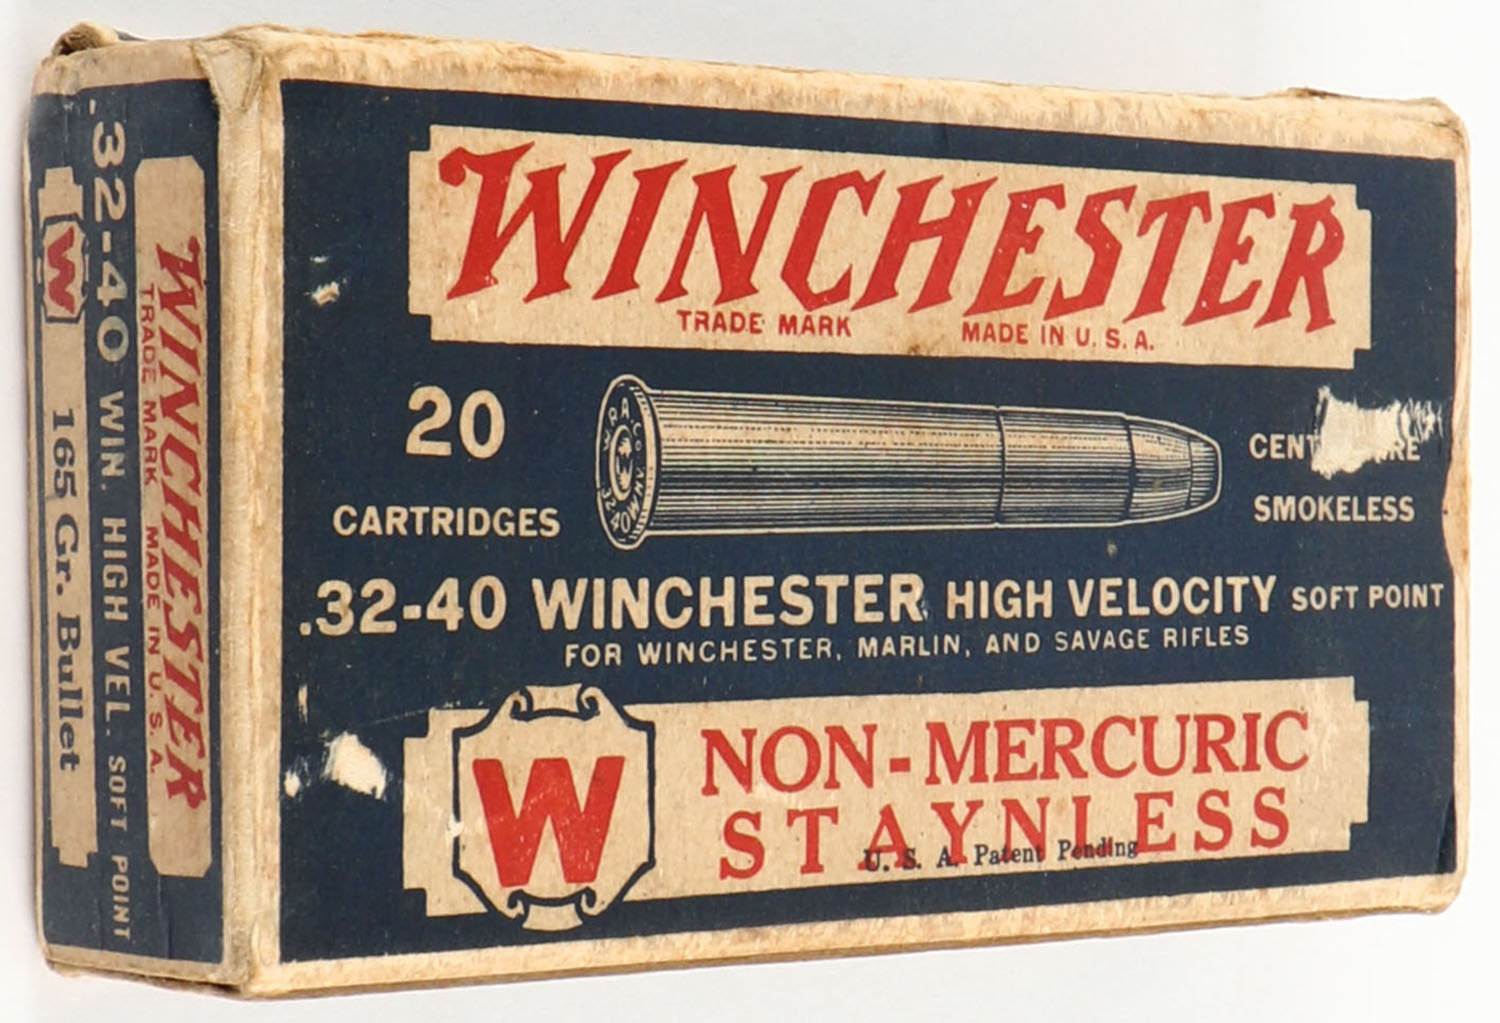 WINCHESTER
TRADE MARK MADE IN U. S. A.
20
CARTRIDGES
W.R.A. Co.
W
SMOKELESS
.32-40 WINCHESTER HIGH VELOCITY SOFT POINT
FOR WINCHESTER, MARLIN, AND SAVAGE RIFLES
W
NON-MERCURIC
STAYNLESS
U. S. A. Patent Pending
WINCHESTER
TRADE MARK MADE IN U. S. A.
.32-40 WIN. HIGH VEL. SOFT POINT
W 165 Gr. Bullet